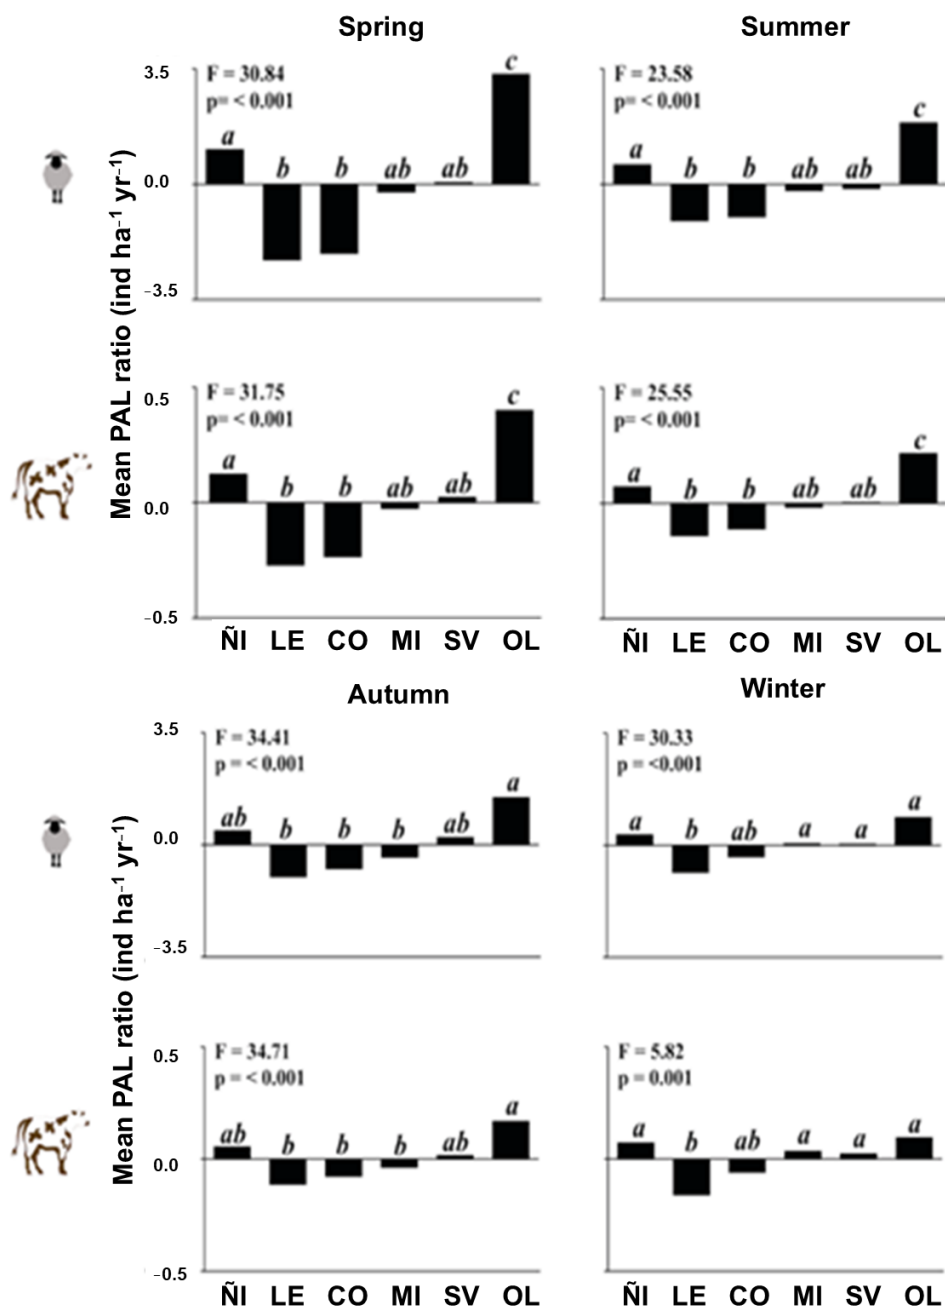 Spring
Summer
Mean PAL ratio (ind ha⁻¹ yr⁻¹)
3.5
0.0
−3.5
F = 30.84
p= < 0.001
a b b ab ab c
F = 23.58
p= < 0.001
a b b ab ab c
0.5
0.0
−0.5
F = 31.75
p= < 0.001
a b b ab ab c
F = 25.55
p= < 0.001
a b b ab ab c
ÑI LE CO MI SV OL
ÑI LE CO MI SV OL
Autumn
Winter
Mean PAL ratio (ind ha⁻¹ yr⁻¹)
3.5
0.0
−3.5
F = 34.41
p = < 0.001
ab b b b ab a
F = 30.33
p = <0.001
a b ab a a a
0.5
0.0
−0.5
F = 34.71
p = < 0.001
ab b b b ab a
F = 5.82
p = 0.001
a b ab a a a
ÑI LE CO MI SV OL
ÑI LE CO MI SV OL